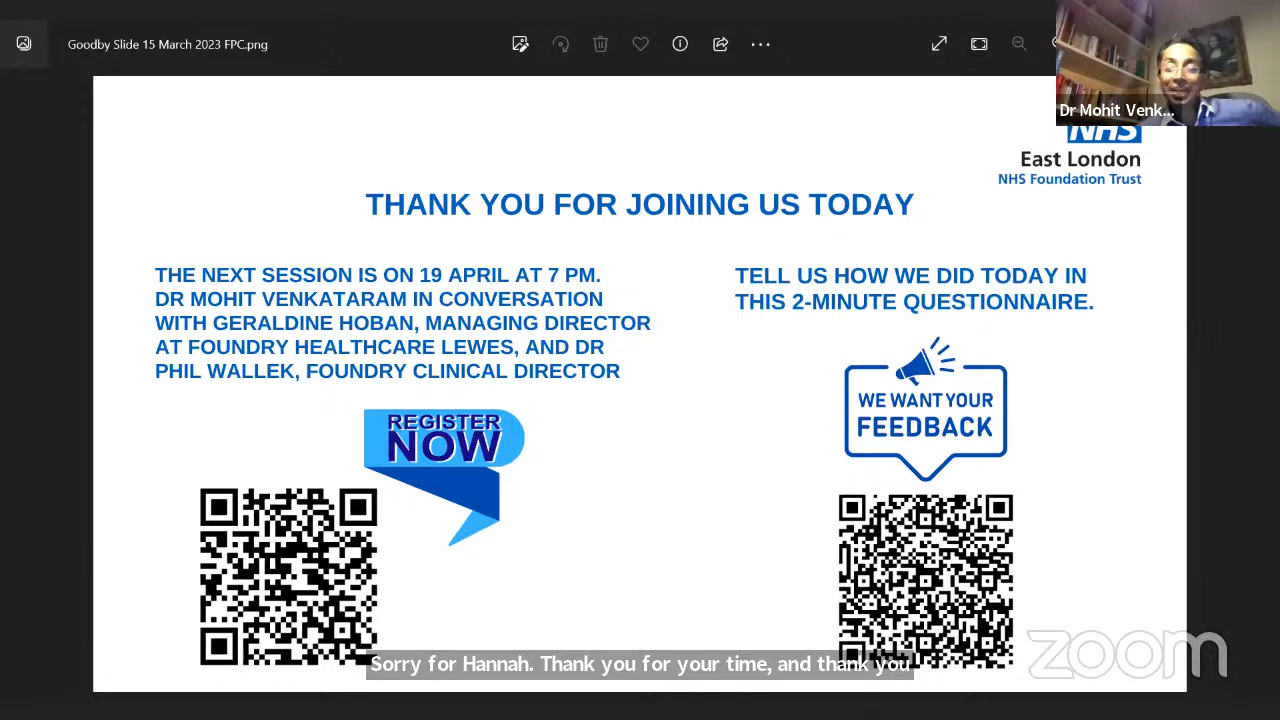 Goodby Slide 15 March 2023 FPC.png
Dr Mohit Venk...
NHS
East London
NHS Foundation Trust
THANK YOU FOR JOINING US TODAY
THE NEXT SESSION IS ON 19 APRIL AT 7 PM.
DR MOHIT VENKATARAM IN CONVERSATION
WITH GERALDINE HOBAN, MANAGING DIRECTOR
AT FOUNDRY HEALTHCARE LEWES, AND DR
PHIL WALLEK, FOUNDRY CLINICAL DIRECTOR
REGISTER
NOW
TELL US HOW WE DID TODAY IN
THIS 2-MINUTE QUESTIONNAIRE.
WE WANT YOUR
FEEDBACK
Sorry for Hannah. Thank you for your time, and thank you
zoom